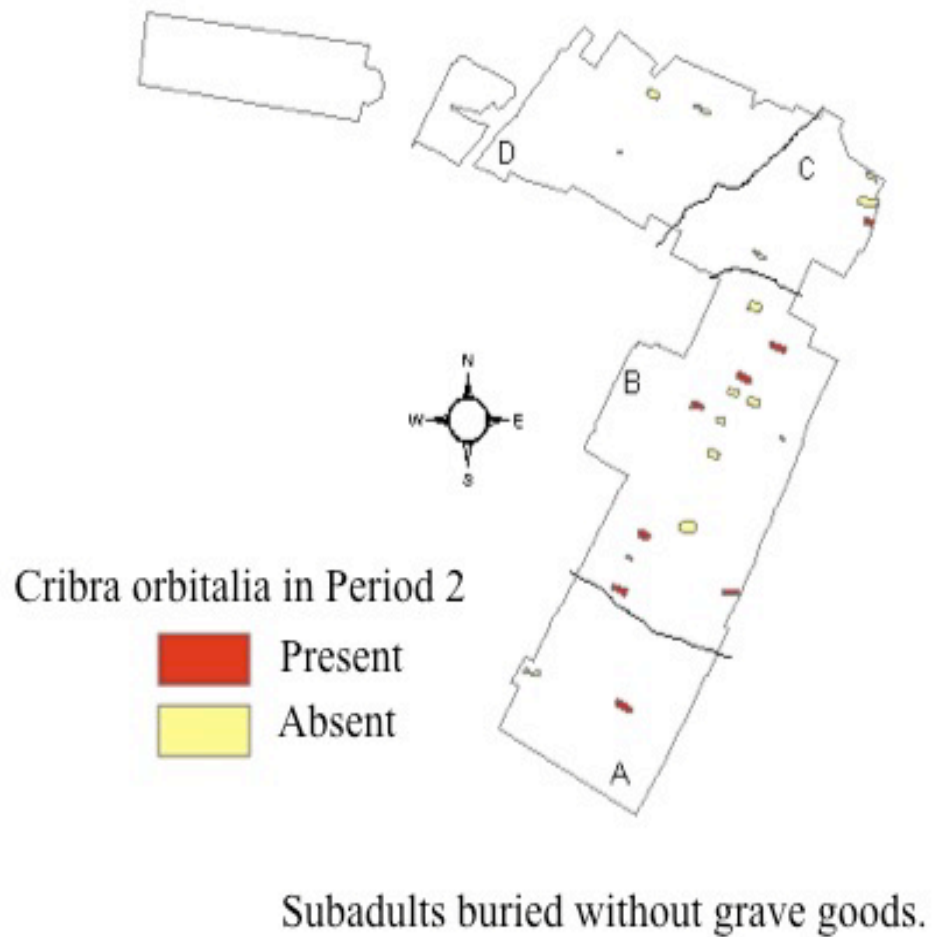 D
C
B
N
W E
S
Cribra orbitalia in Period 2
Present
Absent
A
Subadults buried without grave goods.